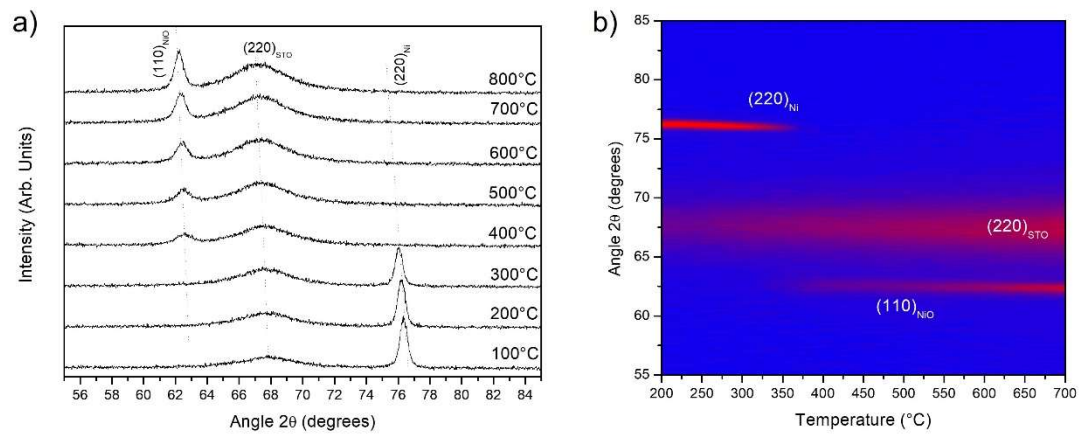 a)
(110)NiO
(220)STO
(220)Ni
800°C
700°C
600°C
500°C
400°C
300°C
200°C
100°C
Intensity (Arb. Units)
56 58 60 62 64 66 68 70 72 74 76 78 80 82 84
Angle 2θ (degrees)
b)
85
80
75
70
65
60
55
Angle 2θ (degrees)
(220)Ni
(220)STO
(110)NiO
200 250 300 350 400 450 500 550 600 650 700
Temperature (°C)